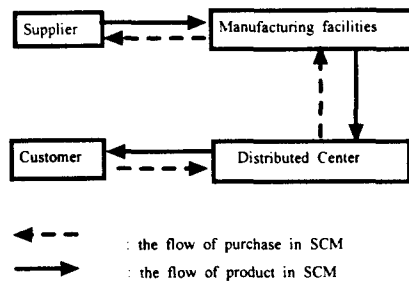 Supplier
Manufacturing facilities
Customer
Distributed Center
: the flow of purchase in SCM
: the flow of product in SCM